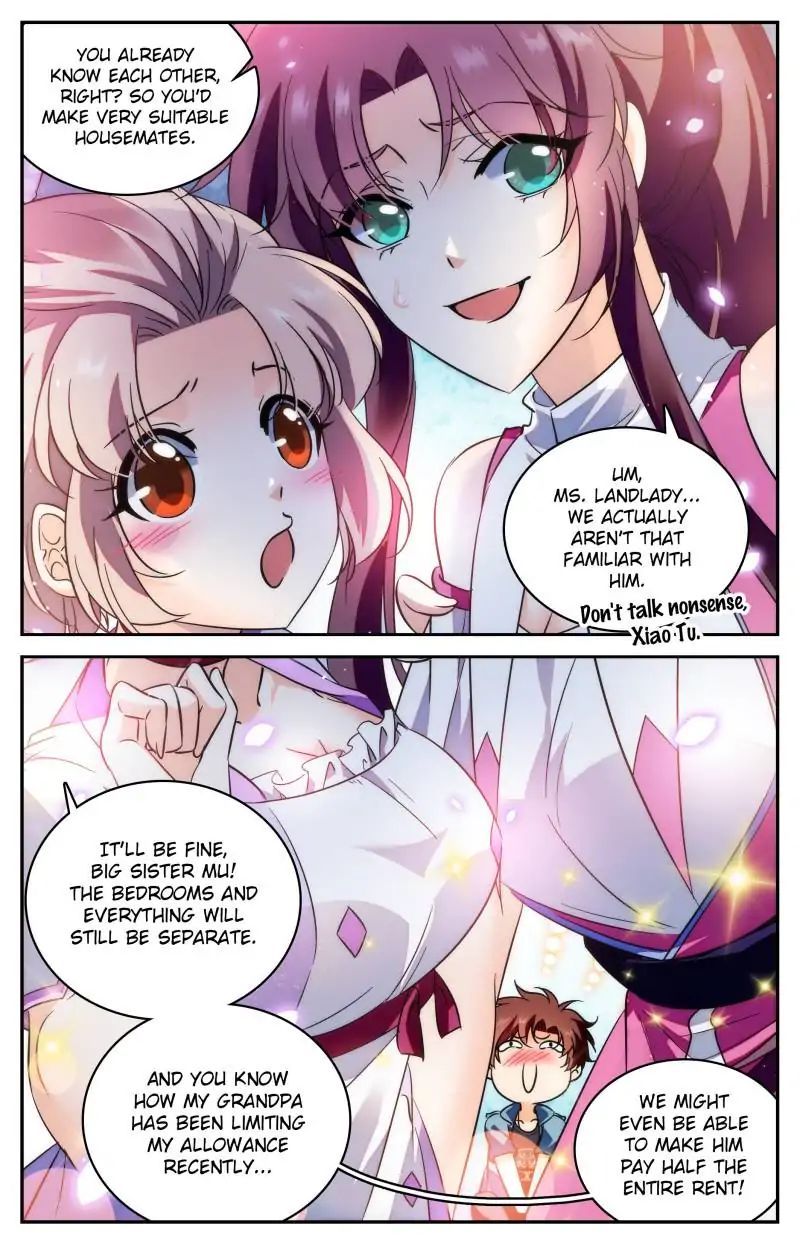 YOU ALREADY
KNOW EACH OTHER,
RIGHT? SO YOU'D
MAKE VERY SUITABLE
HOUSEMATES.
UM,
MS. LANDLADY...
WE ACTUALLY
AREN'T THAT
FAMILIAR WITH
HIM.
Don't talk nonsense,
Xiao Tu.
IT'LL BE FINE,
BIG SISTER MU!
THE BEDROOMS AND
EVERYTHING WILL
STILL BE SEPARATE.
AND YOU KNOW
HOW MY GRANDPA
HAS BEEN LIMITING
MY ALLOWANCE
RECENTLY...
WE MIGHT
EVEN BE ABLE
TO MAKE HIM
PAY HALF THE
ENTIRE RENT!